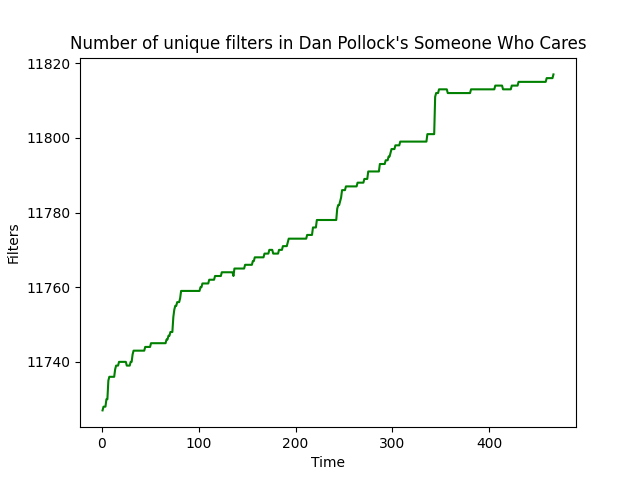 Number of unique filters in Dan Pollock's Someone Who Cares
11820
11800
11780
11760
11740
Filters
0 100 200 300 400
Time